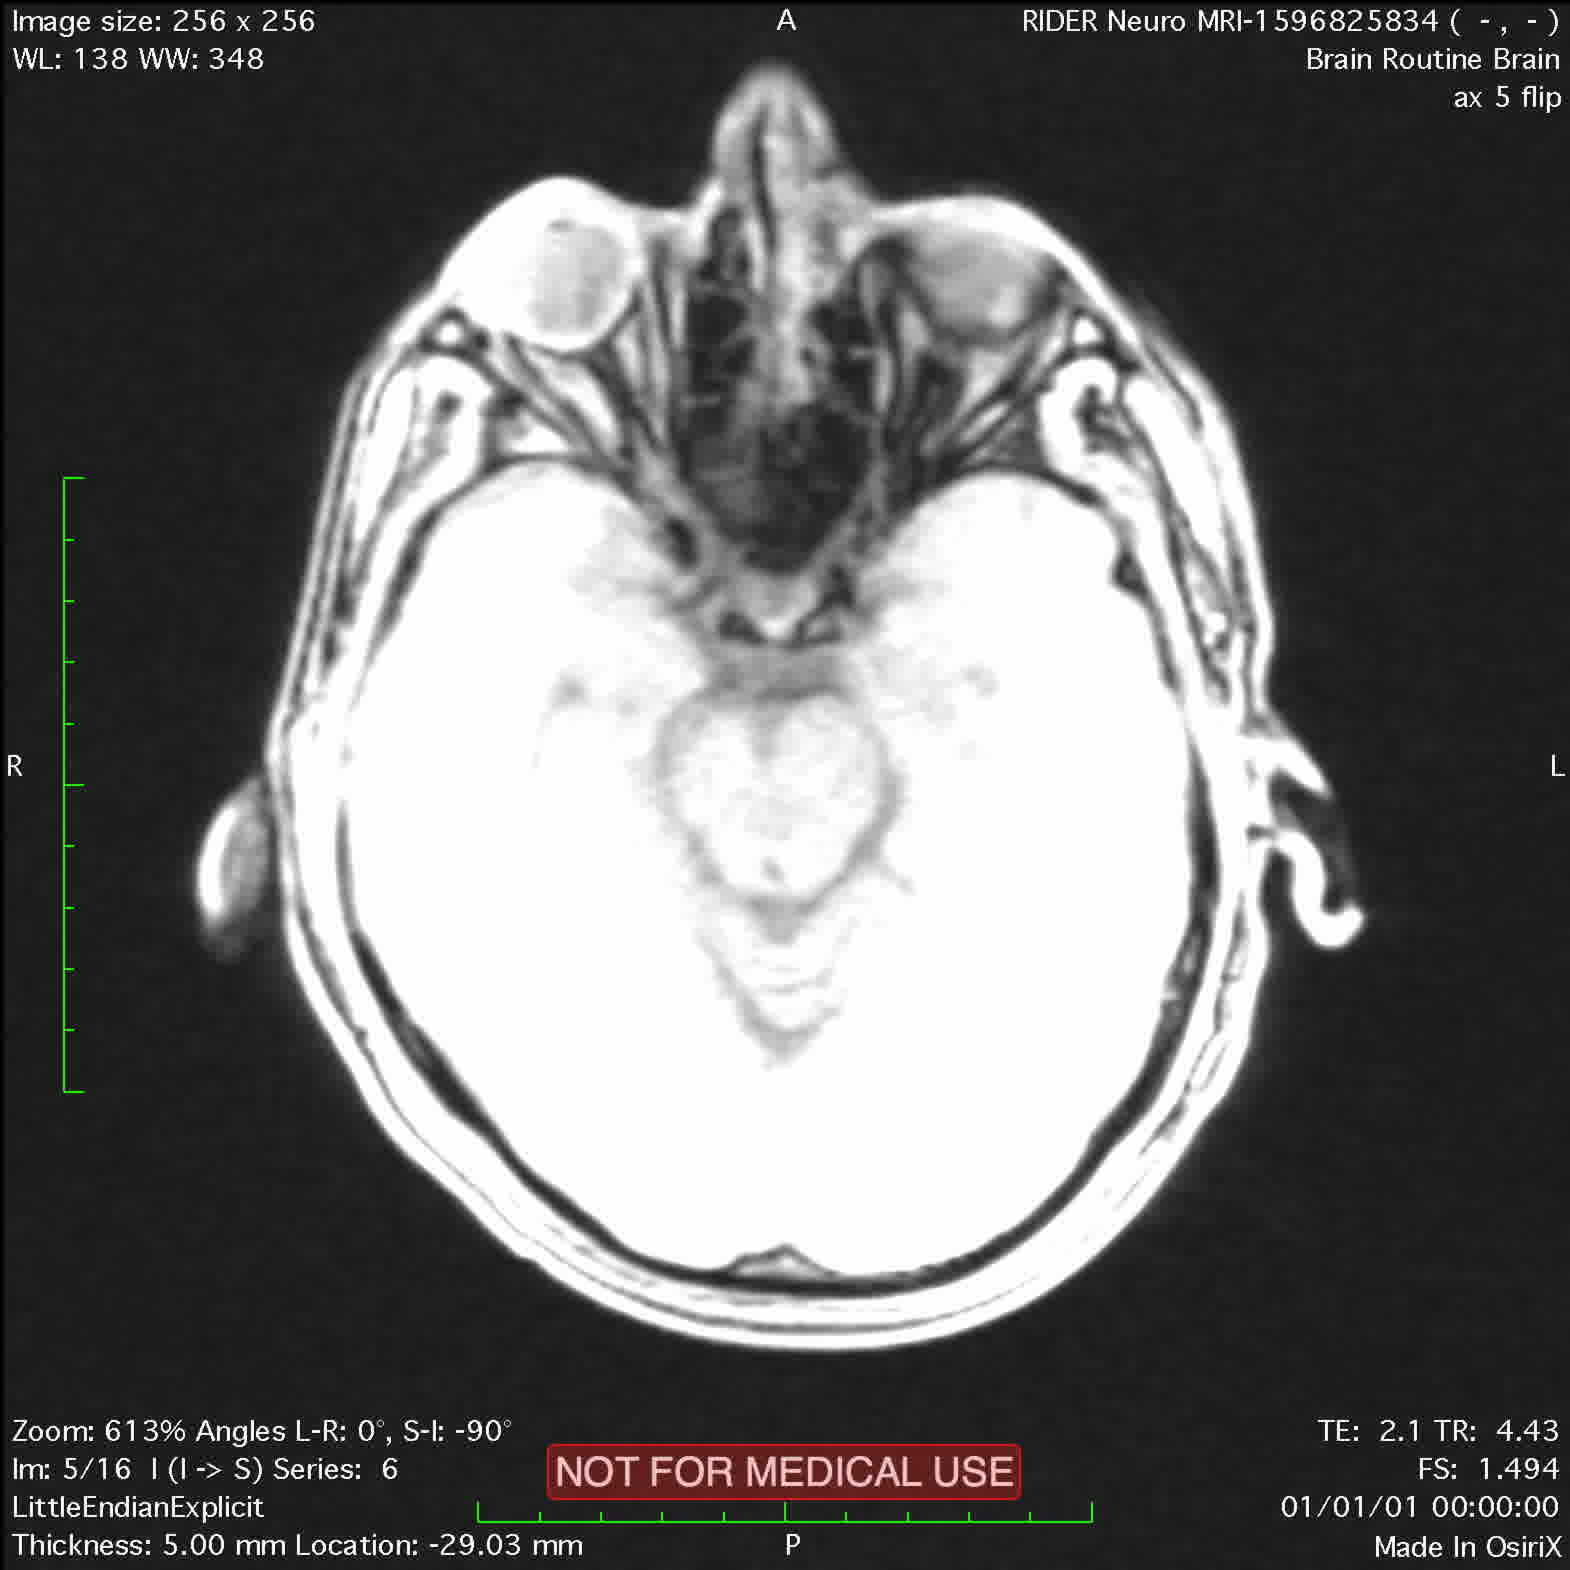 Image size: 256 x 256
WL: 138 WW: 348
A
RIDER Neuro MRI-1596825834 ( - , - )
Brain Routine Brain
ax 5 flip
R
L
Zoom: 613% Angles L-R: 0°, S-I: -90°
Im: 5/16 I (I -> S) Series: 6
LittleEndianExplicit
Thickness: 5.00 mm Location: -29.03 mm
NOT FOR MEDICAL USE
P
TE: 2.1 TR: 4.43
FS: 1.494
01/01/01 00:00:00
Made In OsiriX